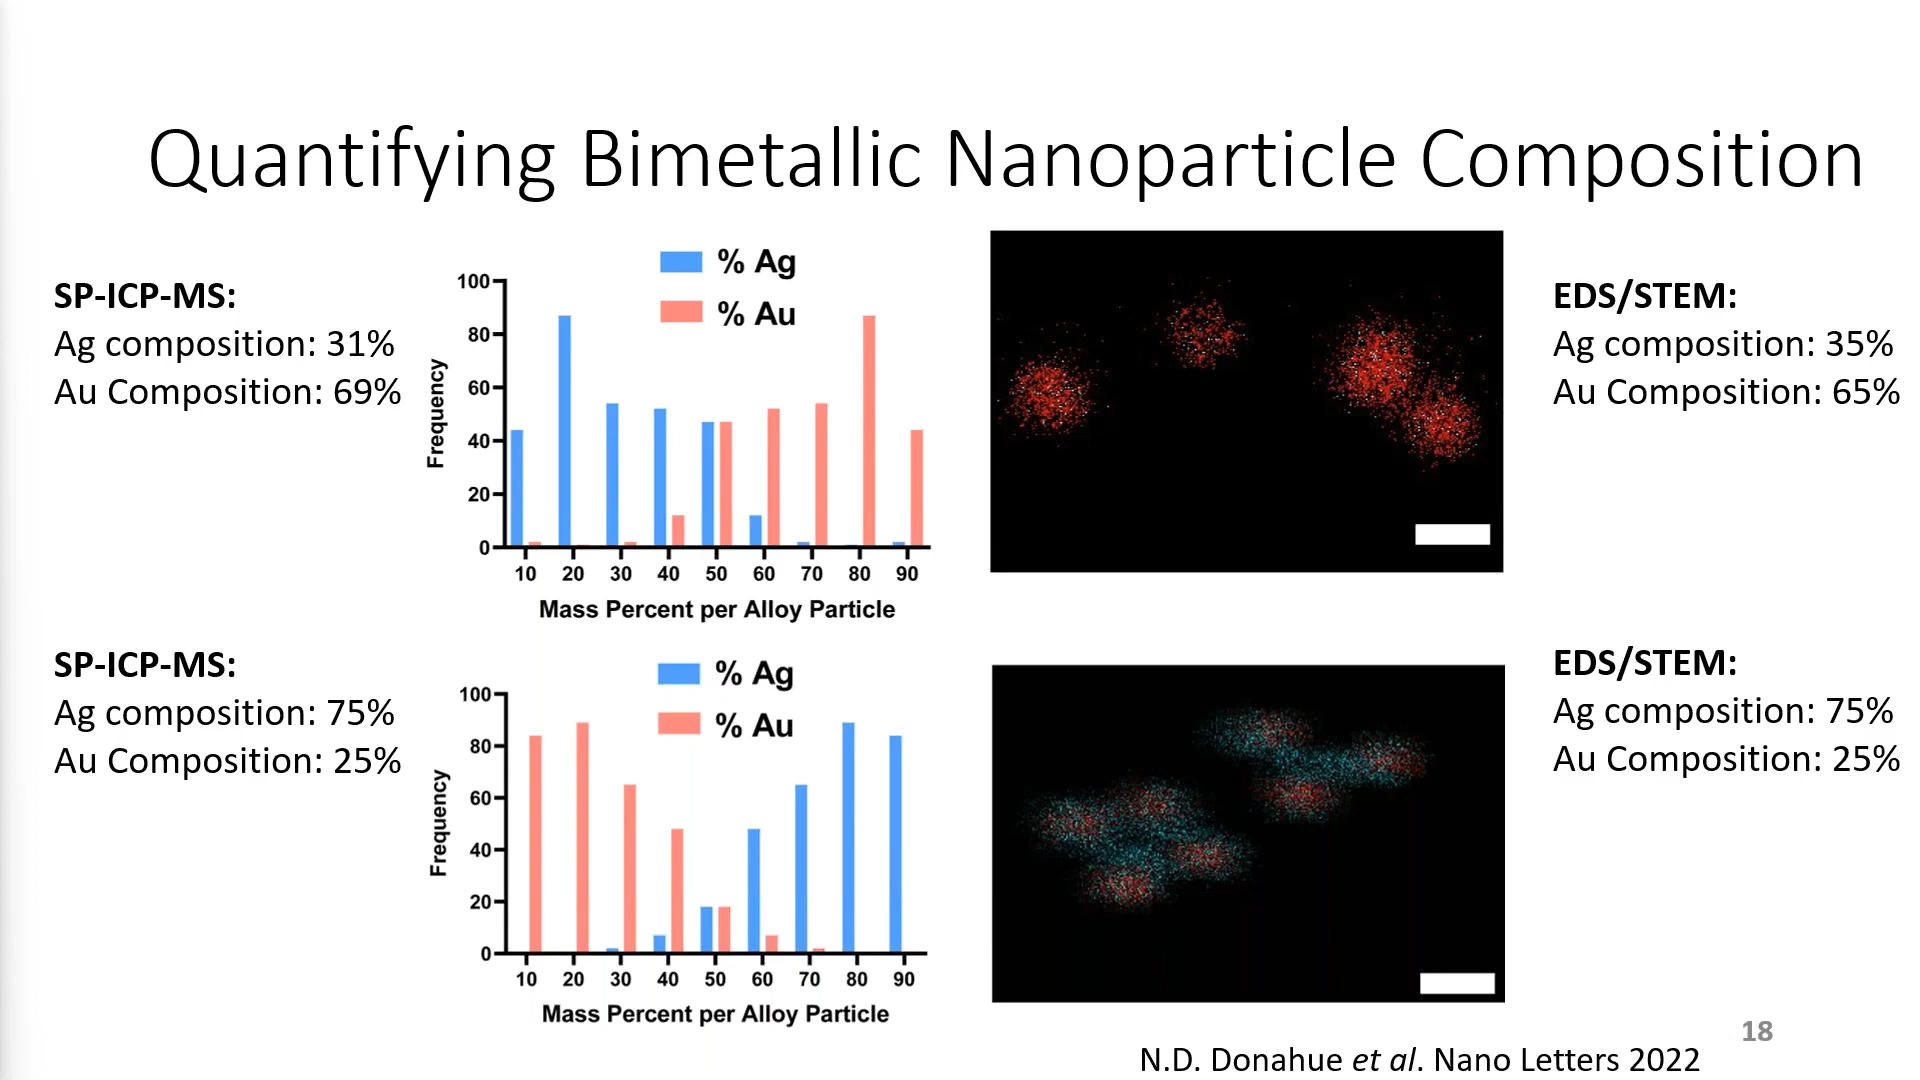 Quantifying Bimetallic Nanoparticle Composition
SP-ICP-MS:
Ag composition: 31%
Au Composition: 69%
% Ag
% Au
100
80
60
40
20
0
Frequency
10 20 30 40 50 60 70 80 90
Mass Percent per Alloy Particle
EDS/STEM:
Ag composition: 35%
Au Composition: 65%
SP-ICP-MS:
Ag composition: 75%
Au Composition: 25%
% Ag
% Au
100
80
60
40
20
0
Frequency
10 20 30 40 50 60 70 80 90
Mass Percent per Alloy Particle
EDS/STEM:
Ag composition: 75%
Au Composition: 25%
18
N.D. Donahue et al. Nano Letters 2022